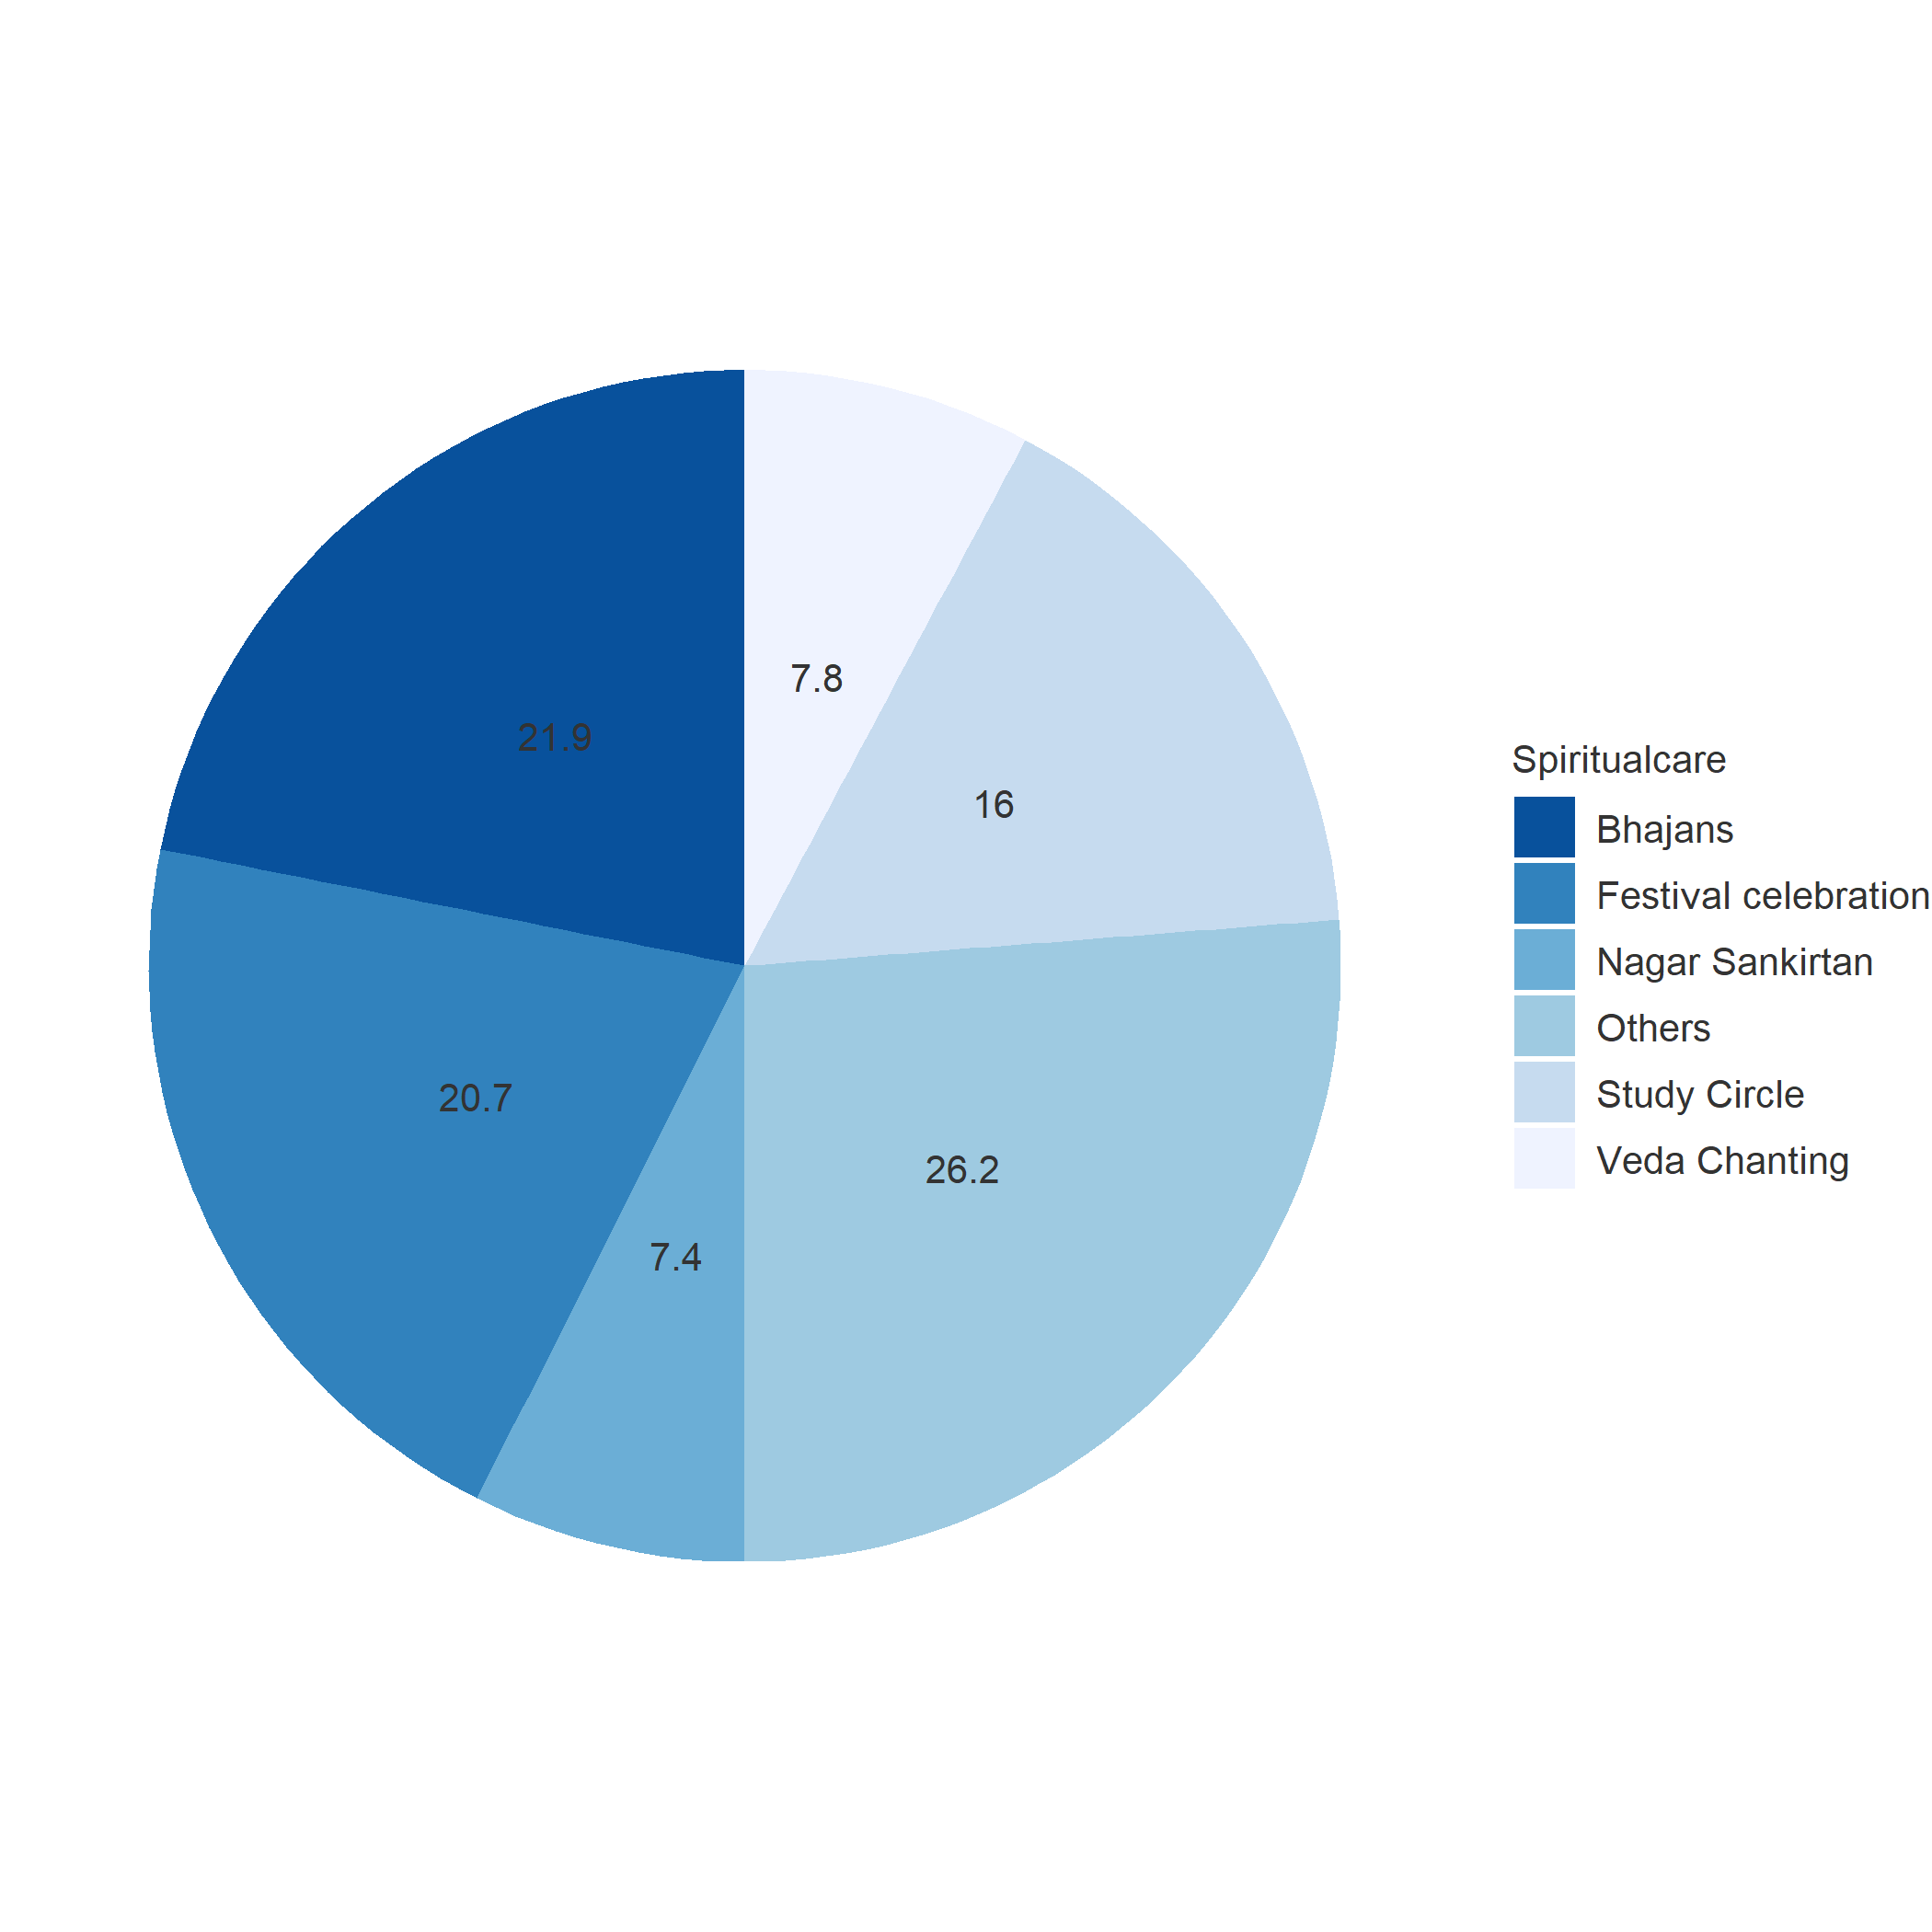 7.8
21.9
16
20.7
26.2
7.4
Spiritualcare
Bhajans
Festival celebration
Nagar Sankirtan
Others
Study Circle
Veda Chanting